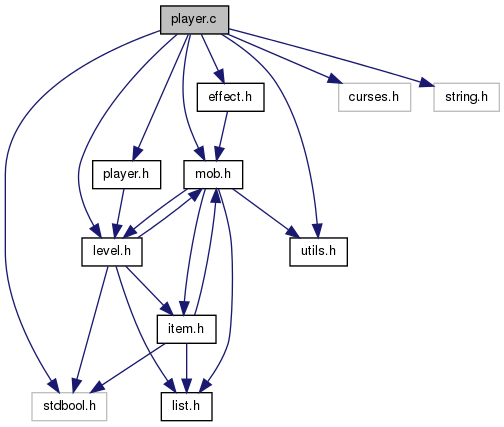 player.c
effect.h
curses.h
string.h
player.h
mob.h
level.h
utils.h
item.h
stdbool.h
list.h